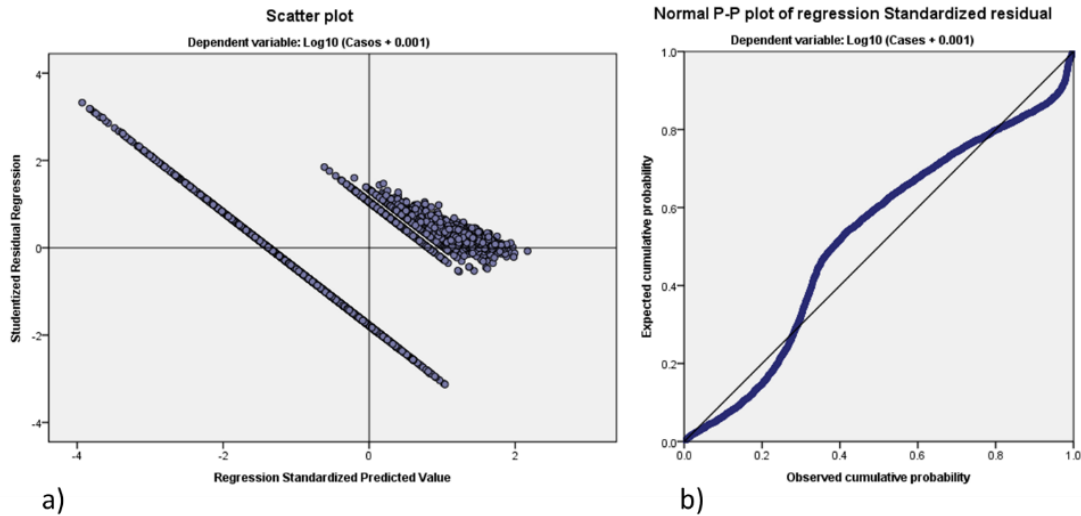 Scatter plot
Dependent variable: Log10 (Casos + 0.001)
4
2
0
-2
-4
-4
-2
0
2
Studentized Residual Regression
Regression Standardized Predicted Value
a)
Normal P-P plot of regression Standardized residual
Dependent variable: Log10 (Cases + 0.001)
1.0
0.8
0.6
0.4
0.2
0.0
0.0
0.2
0.4
0.6
0.8
1.0
Expected cumulative probability
Observed cumulative probability
b)